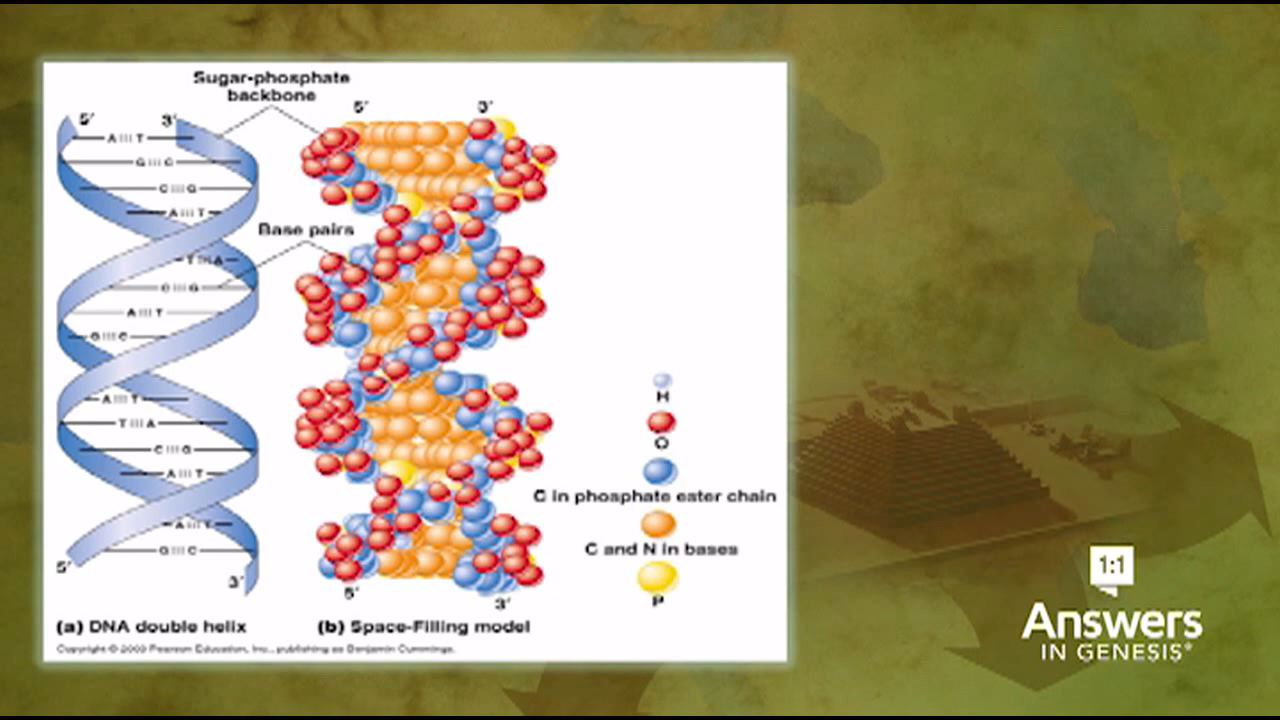 Sugar-phosphate
backbone
5′ 3′
5′ 3′
A T
G C
C G
A T
Base pairs
T A
C G
A T
G C
A T
T A
C G
A T
A T
G C
5′ 3′
5′ 3′
H
O
C in phosphate ester chain
C and N in bases
P
(a) DNA double helix
(b) Space-Filling model
Copyright © 2003 Pearson Education, Inc., publishing as Benjamin Cummings.
1:1
Answers
IN GENESIS®